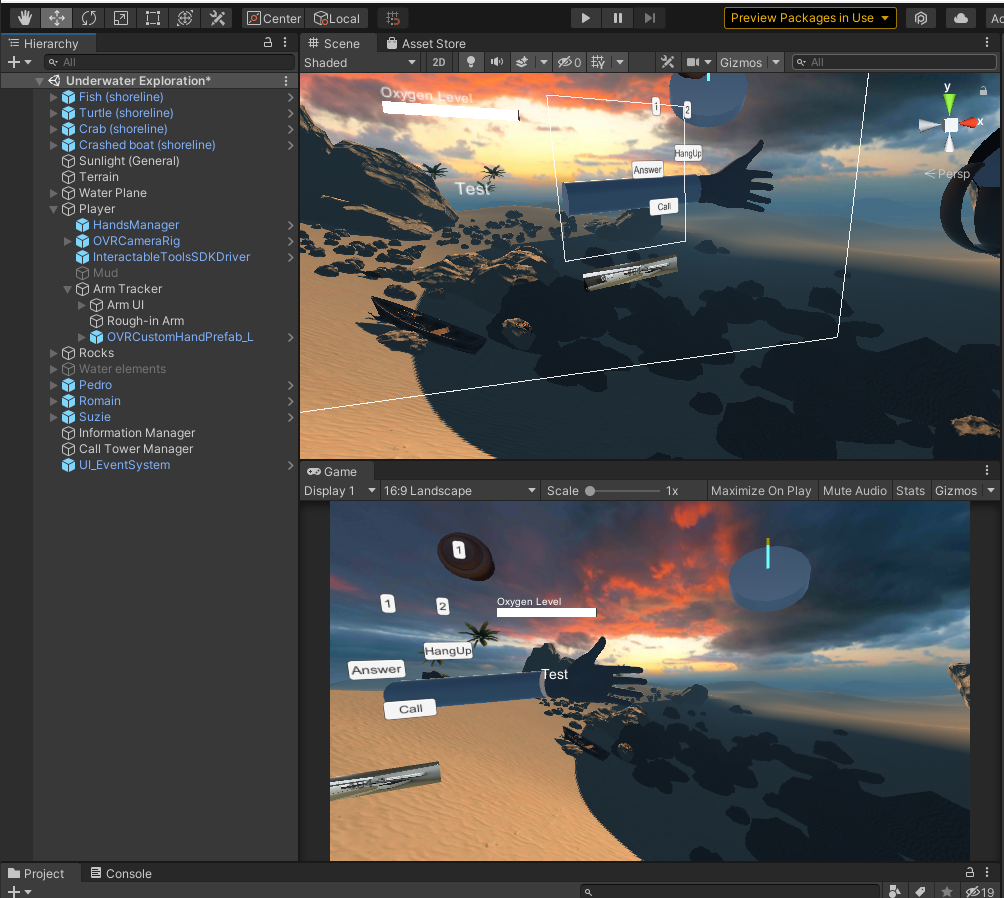 Center
Local
Preview Packages in Use
Ac
Hierarchy
All
Underwater Exploration*
Fish (shoreline)
Turtle (shoreline)
Crab (shoreline)
Crashed boat (shoreline)
Sunlight (General)
Terrain
Water Plane
Player
HandsManager
OVRCameraRig
InteractableToolsSDKDriver
Mud
Arm Tracker
Arm UI
Rough-in Arm
OVRCustomHandPrefab_L
Rocks
Water elements
Pedro
Romain
Suzie
Information Manager
Call Tower Manager
UI_EventSystem
Scene
Asset Store
Shaded
2D
0
Gizmos
All
Oxygen Level
1
2
y
x
Persp
HangUp
Answer
Test
Call
Game
Display 1
16:9 Landscape
Scale
1x
Maximize On Play
Mute Audio
Stats
Gizmos
1
1
2
Oxygen Level
HangUp
Answer
Test
Call
Project
Console
19